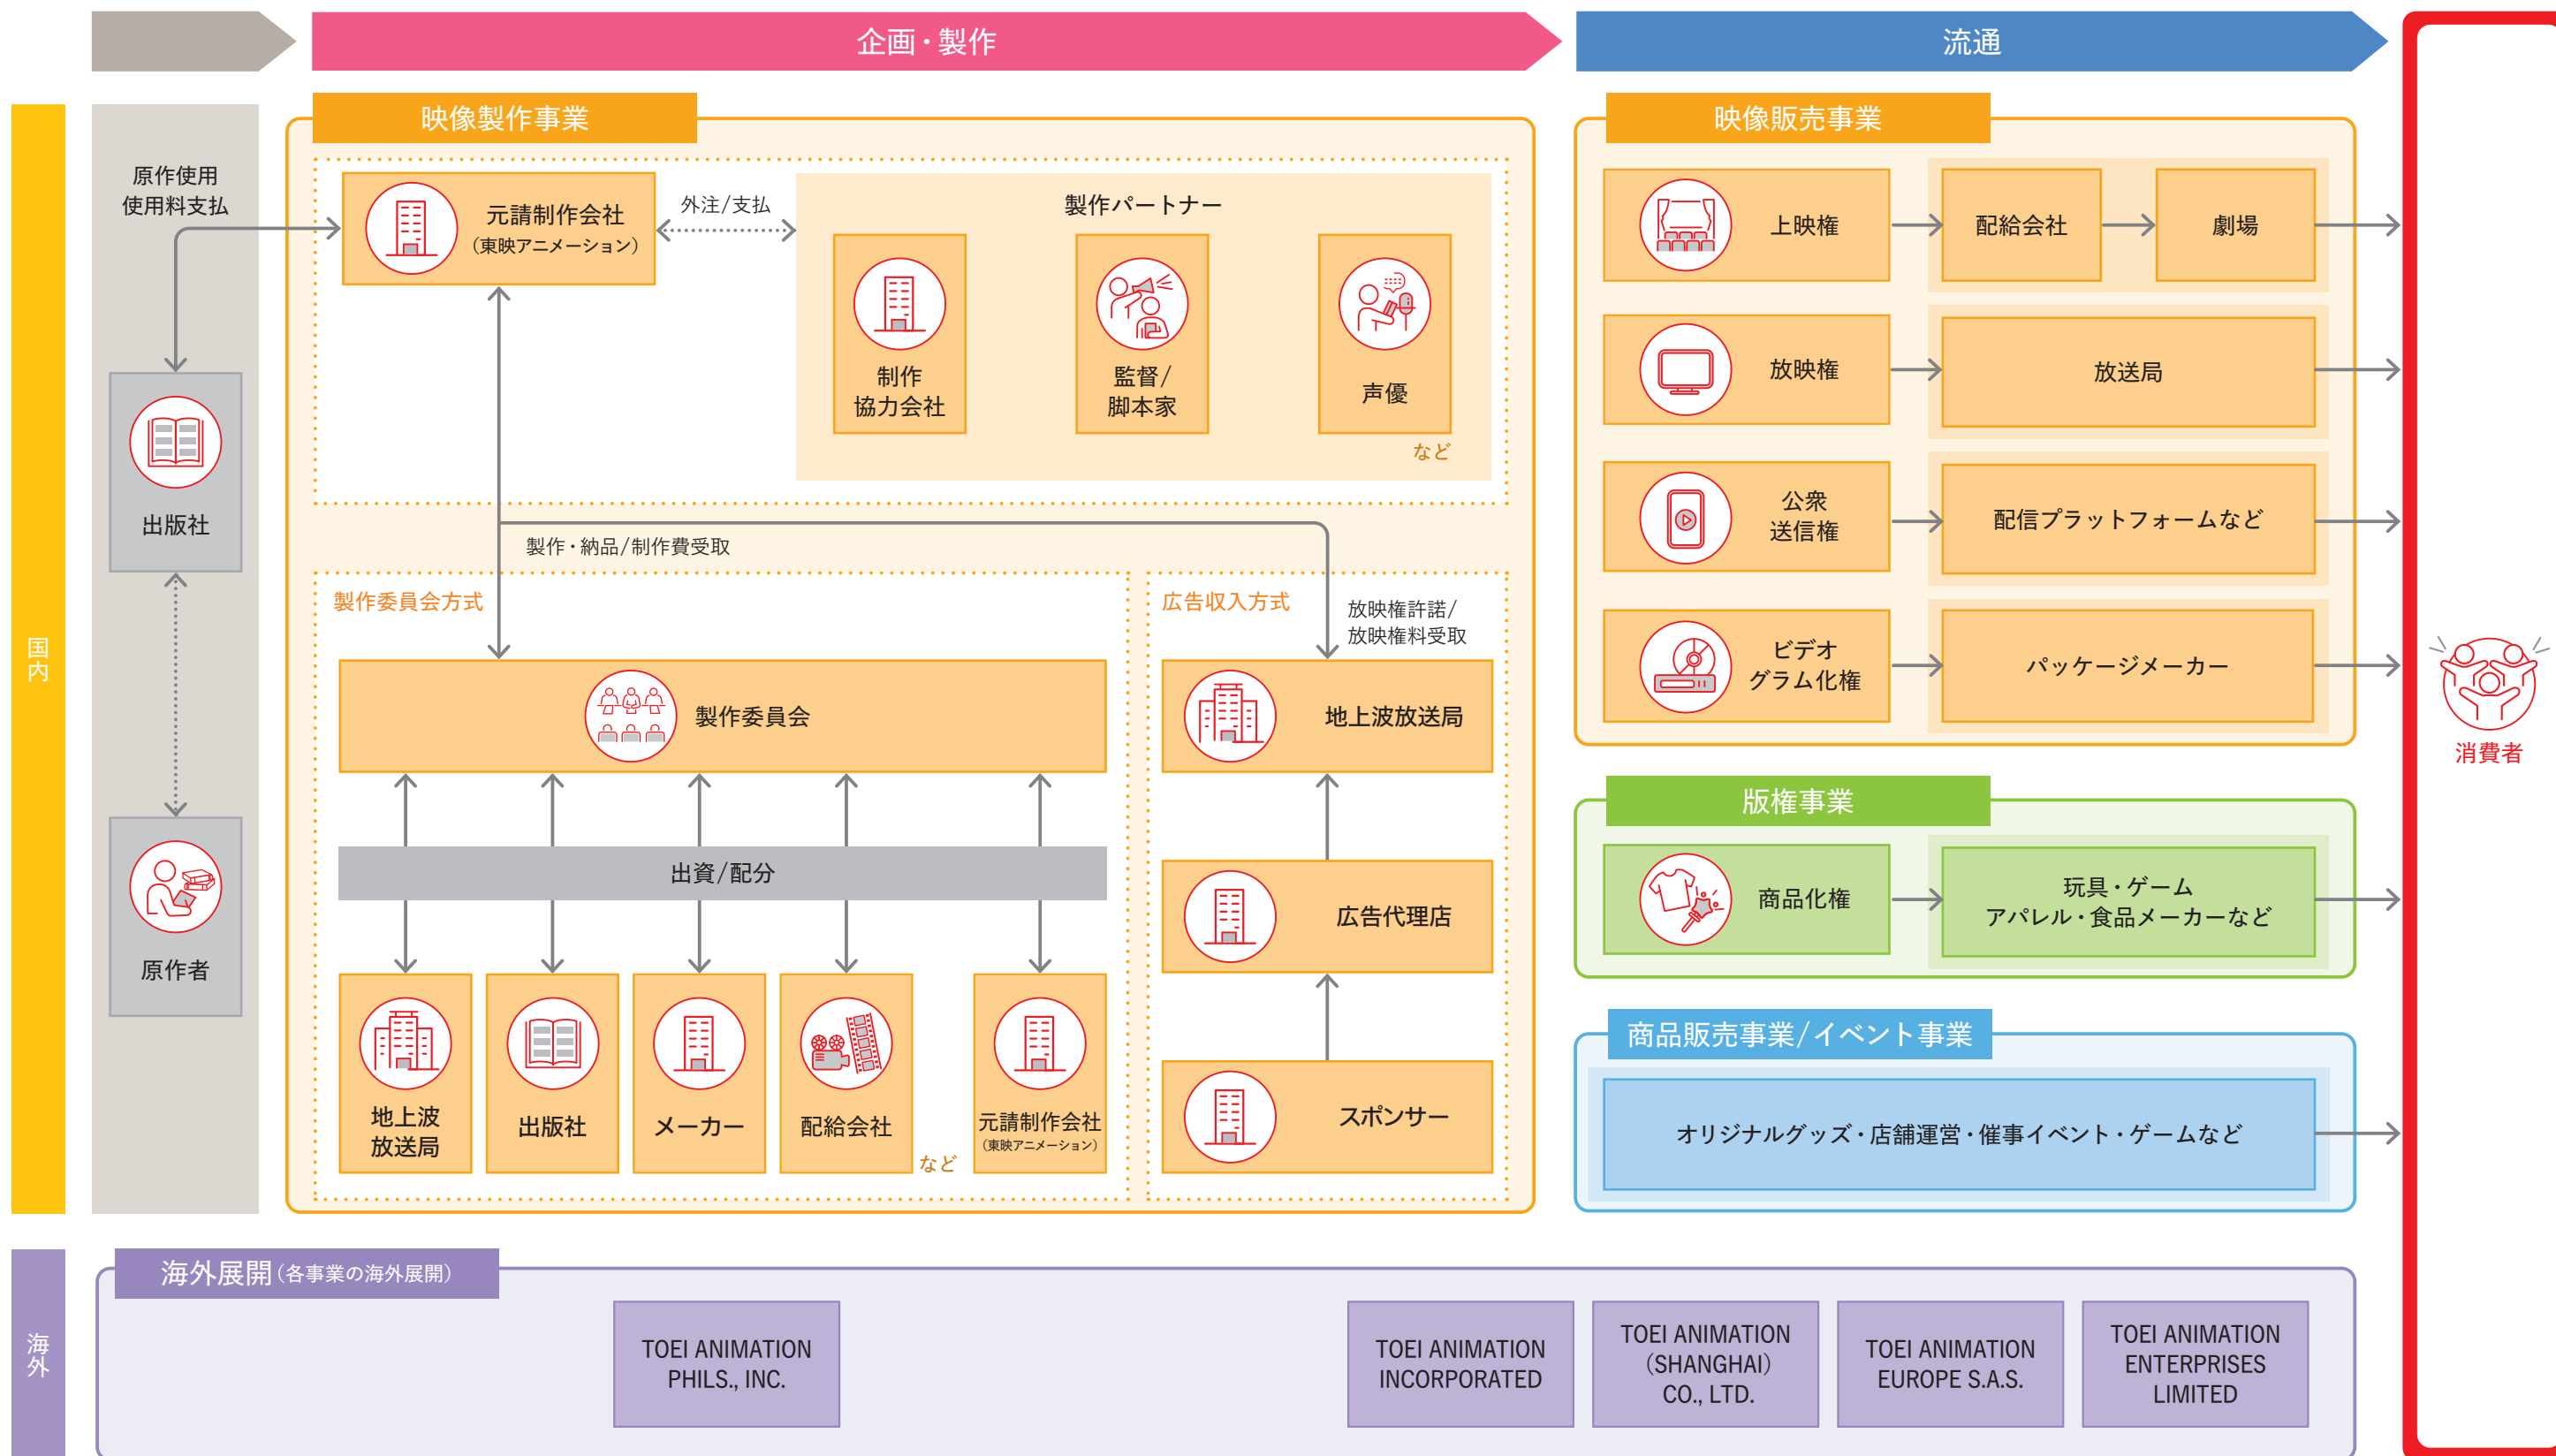 企画・製作
流通
国内
原作使用
使用料支払
出版社
原作者
映像製作事業
元請制作会社
（東映アニメーション）
外注/支払
製作パートナー
制作
協力会社
監督/
脚本家
声優
など
製作・納品/制作費受取
製作委員会方式
製作委員会
出資/配分
地上波
放送局
出版社
メーカー
配給会社
など
元請制作会社
（東映アニメーション）
広告収入方式
放映権許諾/
放映権料受取
地上波放送局
広告代理店
スポンサー
映像販売事業
上映権
配給会社
劇場
放映権
放送局
公衆
送信権
配信プラットフォームなど
ビデオ
グラム化権
パッケージメーカー
版権事業
商品化権
玩具・ゲーム
アパレル・食品メーカーなど
商品販売事業/イベント事業
オリジナルグッズ・店舗運営・催事イベント・ゲームなど
消費者
海外
海外展開（各事業の海外展開）
TOEI ANIMATION
PHILS., INC.
TOEI ANIMATION
INCORPORATED
TOEI ANIMATION
（SHANGHAI）
CO., LTD.
TOEI ANIMATION
EUROPE S.A.S.
TOEI ANIMATION
ENTERPRISES
LIMITED